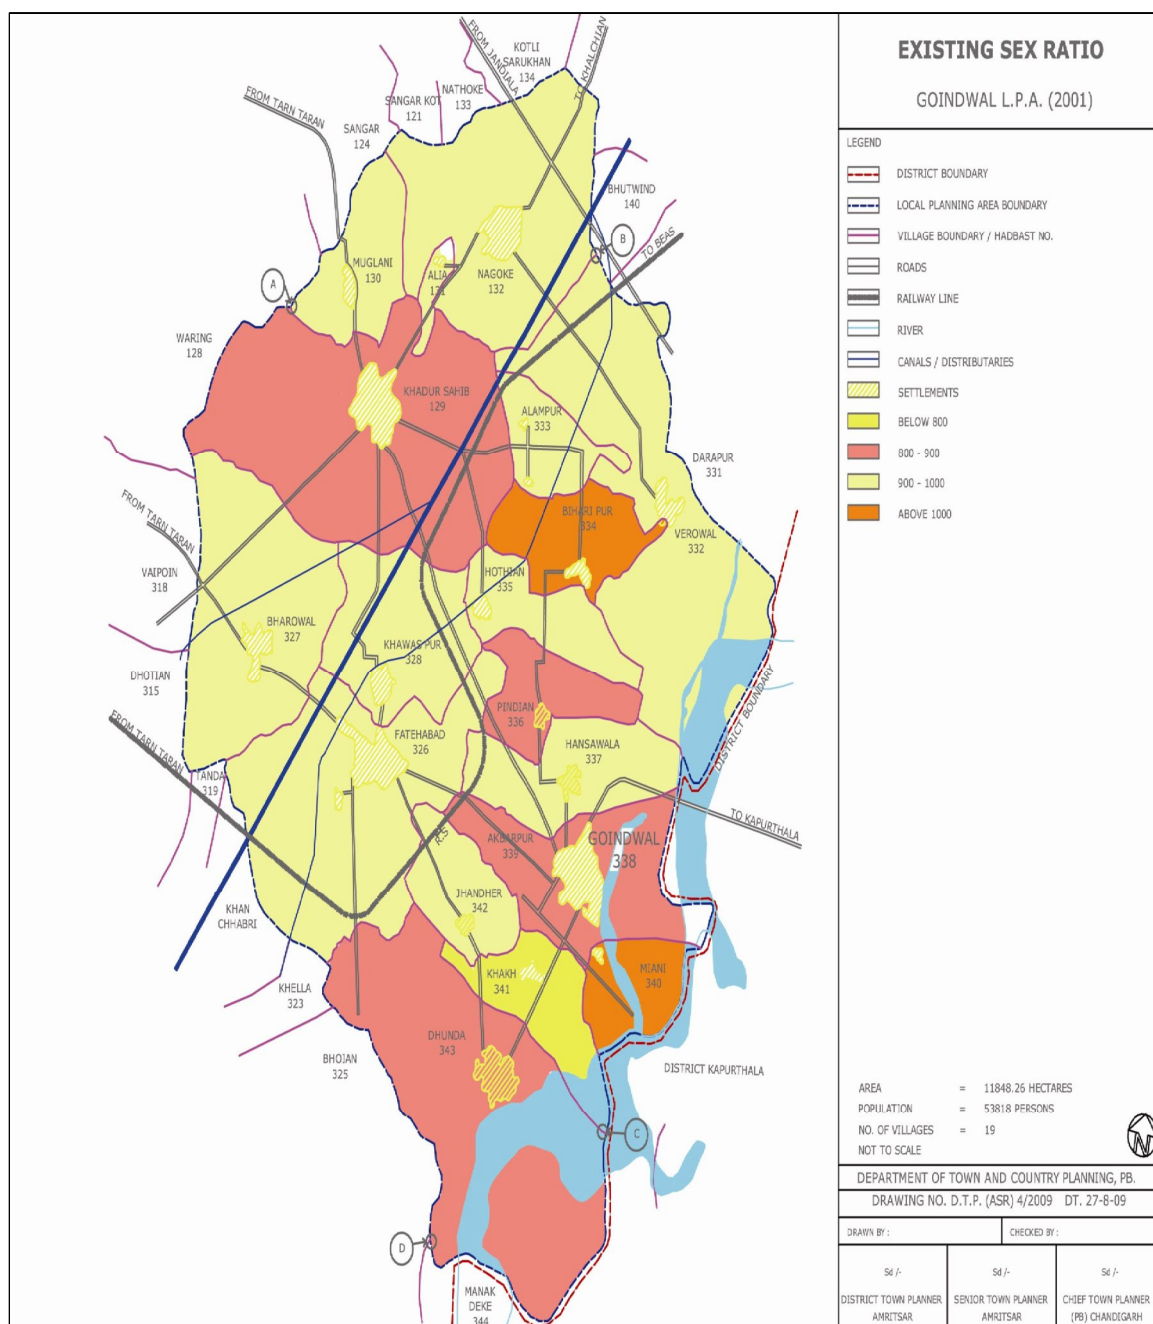 EXISTING SEX RATIO
GOINDWAL L.P.A. (2001)
LEGEND
DISTRICT BOUNDARY
LOCAL PLANNING AREA BOUNDARY
VILLAGE BOUNDARY / HADBAST NO.
ROADS
RAILWAY LINE
RIVER
CANALS / DISTRIBUTARIES
SETTLEMENTS
BELOW 800
800 - 900
900 - 1000
ABOVE 1000
FROM JANDIALA
KOTLI
SARUKHAN
134
TO KHALCHIAN
NATHOKE
133
SANGAR KOT
121
FROM TARN TARAN
SANGAR
124
BHUTWIND
140
B
TO BEAS
MUGLANI
130
ALIA
131
NAGOKE
132
A
WARING
128
KHADUR SAHIB
129
ALAMPUR
333
DARAPUR
331
FROM TARN TARAN
BIHARI PUR
334
VEROWAL
332
VAIPOIN
318
HOTHIAN
335
BHAROWAL
327
KHAWAS PUR
328
DHOTIAN
315
PINDIAN
336
FROM TARN TARAN
FATEHABAD
326
HANSAWALA
337
DISTRICT BOUNDARY
TANDA
319
TO KAPURTHALA
R.S
AKBARPUR
339
GOINDWAL
338
JHANDHER
342
KHAN
CHHABRI
KHAKH
341
MIANI
340
KHELLA
323
DHUNDA
343
BHOIAN
325
DISTRICT KAPURTHALA
C
D
MANAK
DEKE
344
AREA = 11848.26 HECTARES
POPULATION = 53818 PERSONS
NO. OF VILLAGES = 19
NOT TO SCALE
N
DEPARTMENT OF TOWN AND COUNTRY PLANNING, PB.
DRAWING NO. D.T.P. (ASR) 4/2009 DT. 27-8-09
DRAWN BY : CHECKED BY :
Sd /- Sd /- Sd /-
DISTRICT TOWN PLANNER SENIOR TOWN PLANNER CHIEF TOWN PLANNER
AMRITSAR AMRITSAR (PB) CHANDIGARH